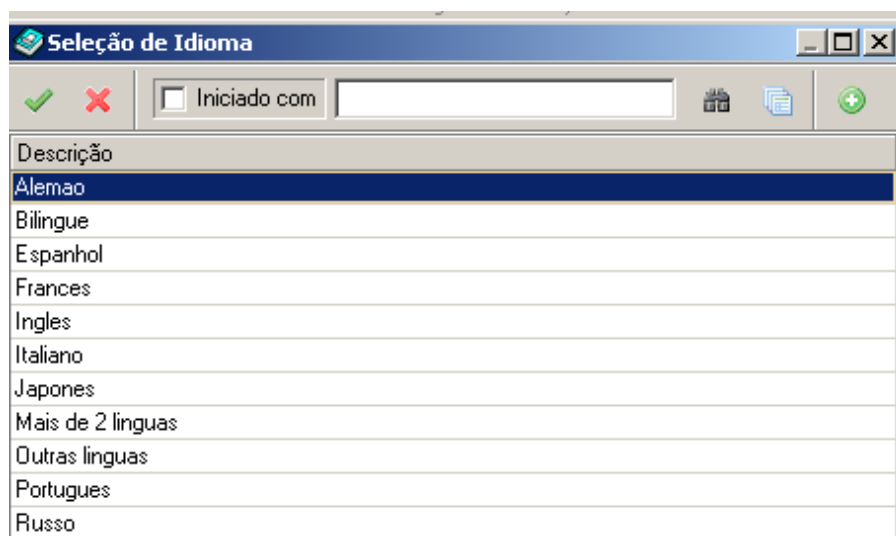 Seleção de Idioma
Iniciado com
Descrição
Alemao
Bilingue
Espanhol
Frances
Ingles
Italiano
Japones
Mais de 2 linguas
Outras linguas
Portugues
Russo